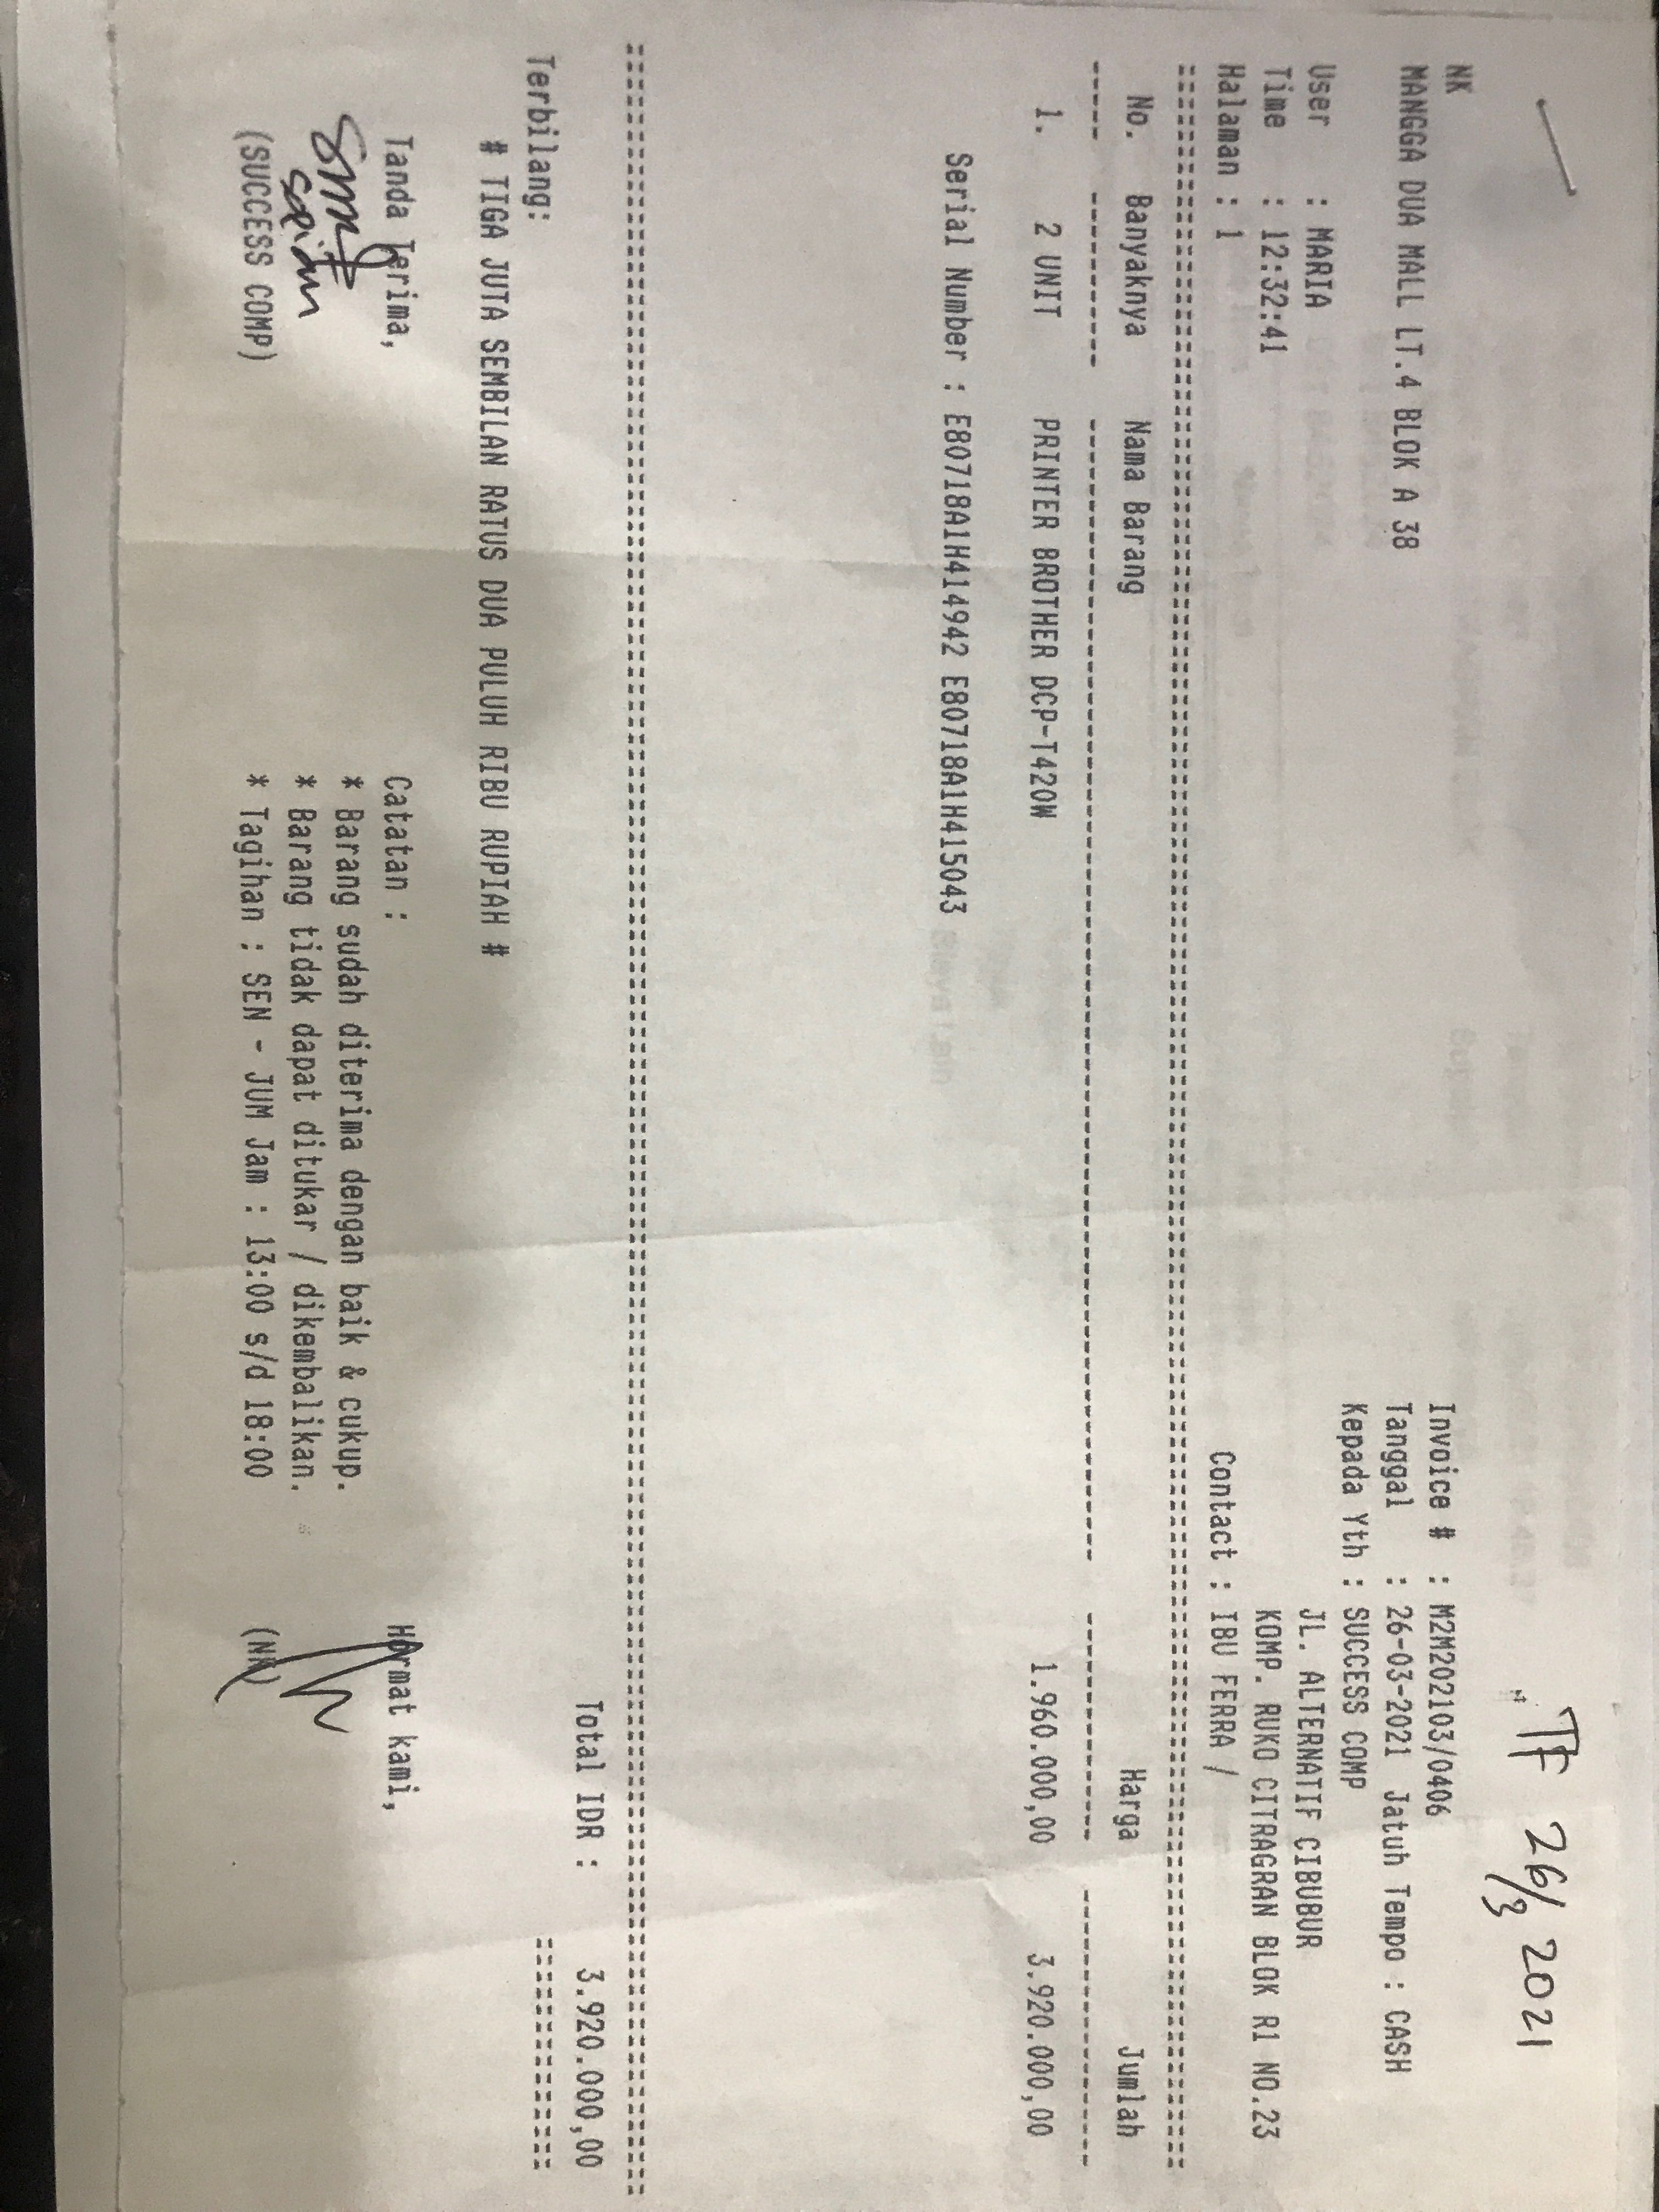 TF 26/3 2021
NK
MANGGA DUA MALL LT.4 BLOK A 38
Invoice # : M2M202103/0406
Tanggal : 26-03-2021 Jatuh Tempo : CASH
Kepada Yth : SUCCESS COMP
User : MARIA
JL. ALTERNATIF CIBUBUR
Time : 12:32:41
KOMP. RUKO CITRAGRAN BLOK R1 NO.23
Halaman : 1
Contact : IBU FERRA /
No. Banyaknya Nama Barang Harga Jumlah
1. 2 UNIT PRINTER BROTHER DCP-T420W 1.960.000,00 3.920.000,00
Serial Number : E80718A1H414942 E80718A1H415043
Total IDR : 3.920.000,00
Terbilang:
# TIGA JUTA SEMBILAN RATUS DUA PULUH RIBU RUPIAH #
Tanda Terima, Catatan : Hormat kami,
* Barang sudah diterima dengan baik & cukup.
* Barang tidak dapat ditukar / dikembalikan.
(SUCCESS COMP) * Tagihan : SEN - JUM Jam : 13:00 s/d 18:00 (NK)